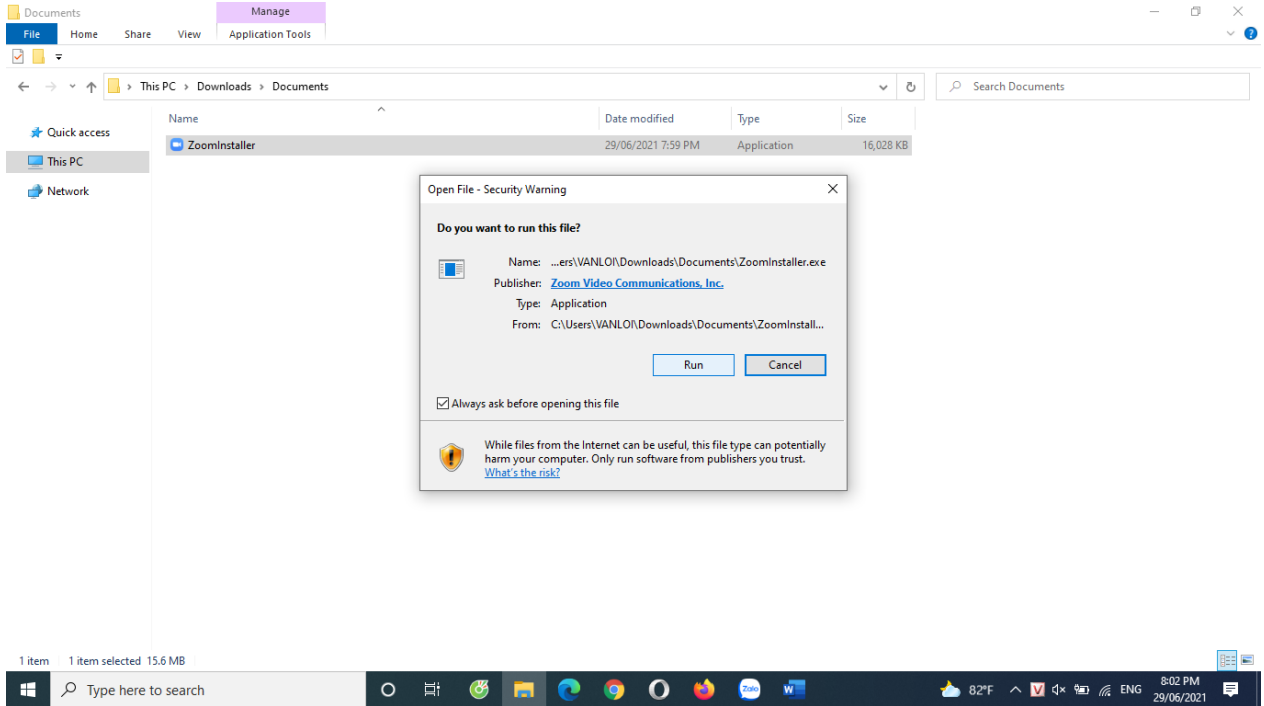 Documents
Manage
File Home Share View Application Tools
This PC > Downloads > Documents
Search Documents
Name Date modified Type Size
Quick access
ZoomInstaller 29/06/2021 7:59 PM Application 16,028 KB
This PC
Network
Open File - Security Warning
Do you want to run this file?
Name: ...ers\VANLOI\Downloads\Documents\ZoomInstaller.exe
Publisher: Zoom Video Communications, Inc.
Type: Application
From: C:\Users\VANLOI\Downloads\Documents\ZoomInstall...
Run Cancel
Always ask before opening this file
While files from the Internet can be useful, this file type can potentially
harm your computer. Only run software from publishers you trust.
What's the risk?
1 item 1 item selected 15.6 MB
Type here to search
Zalo
W
82°F
V
ENG
8:02 PM
29/06/2021